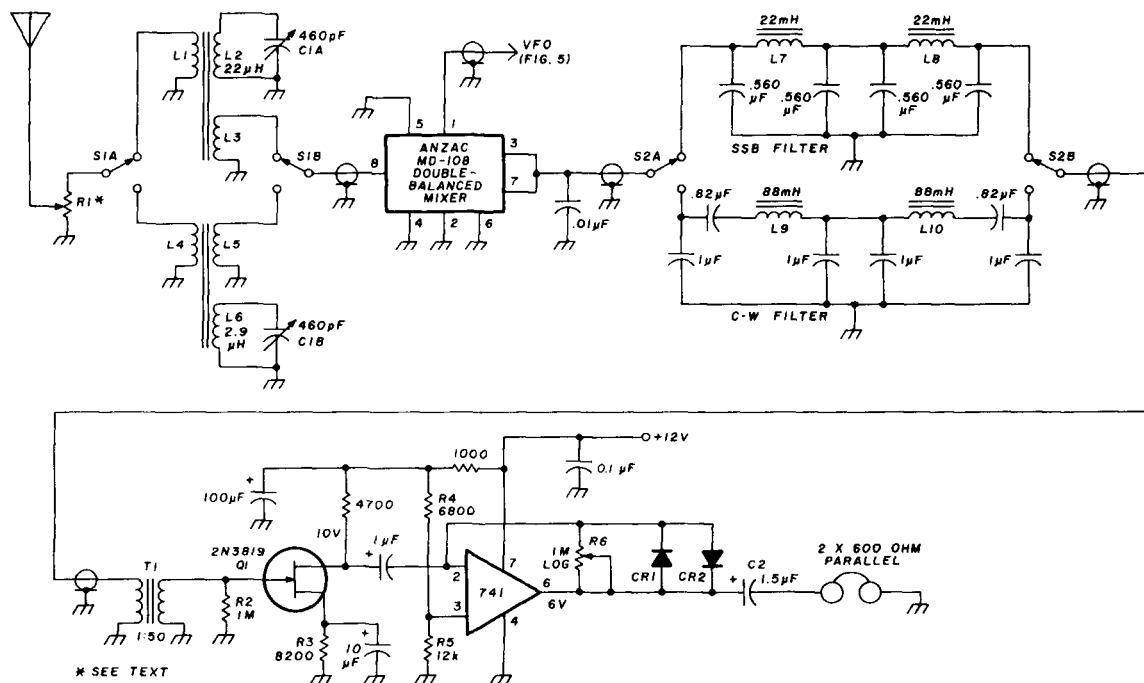 L1
L2
22µH
460pF
C1A
VFO
(FIG. 5)
22mH
L7
22mH
L8
.560
µF
.560
µF
.560
µF
.560
µF
SSB FILTER
S1A
L3
S1B
R1*
8
5
1
ANZAC
MD-108
DOUBLE-
BALANCED
MIXER
3
7
4
2
6
.01µF
S2A
S2B
.82µF
88mH
L9
88mH
L10
.82µF
1µF
1µF
1µF
1µF
C-W FILTER
L4
L5
L6
2.9
µH
460pF
C1B
+12V
0.1 µF
1000
+
100µF
4700
R4
6800
10V
1µF
+
2N3819
Q1
T1
1:50
R2
1M
R3
8200
+
10
µF
R5
12k
2
3
741
7
4
6
6V
R6
1M
LOG
CR1
CR2
C2
+
1.5µF
2 X 600 OHM
PARALLEL
* SEE TEXT